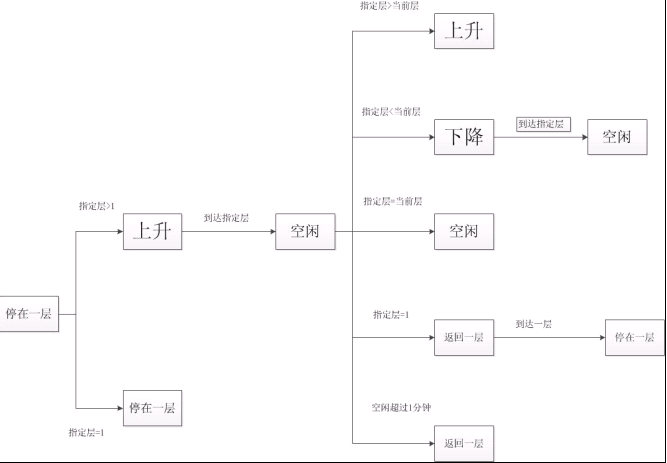 指定层>当前层
上升
指定层<当前层
下降
到达指定层
空闲
指定层>1
上升
到达指定层
空闲
指定层=当前层
空闲
停在一层
指定层=1
返回一层
到达一层
停在一层
停在一层
指定层=1
空闲超过1分钟
返回一层